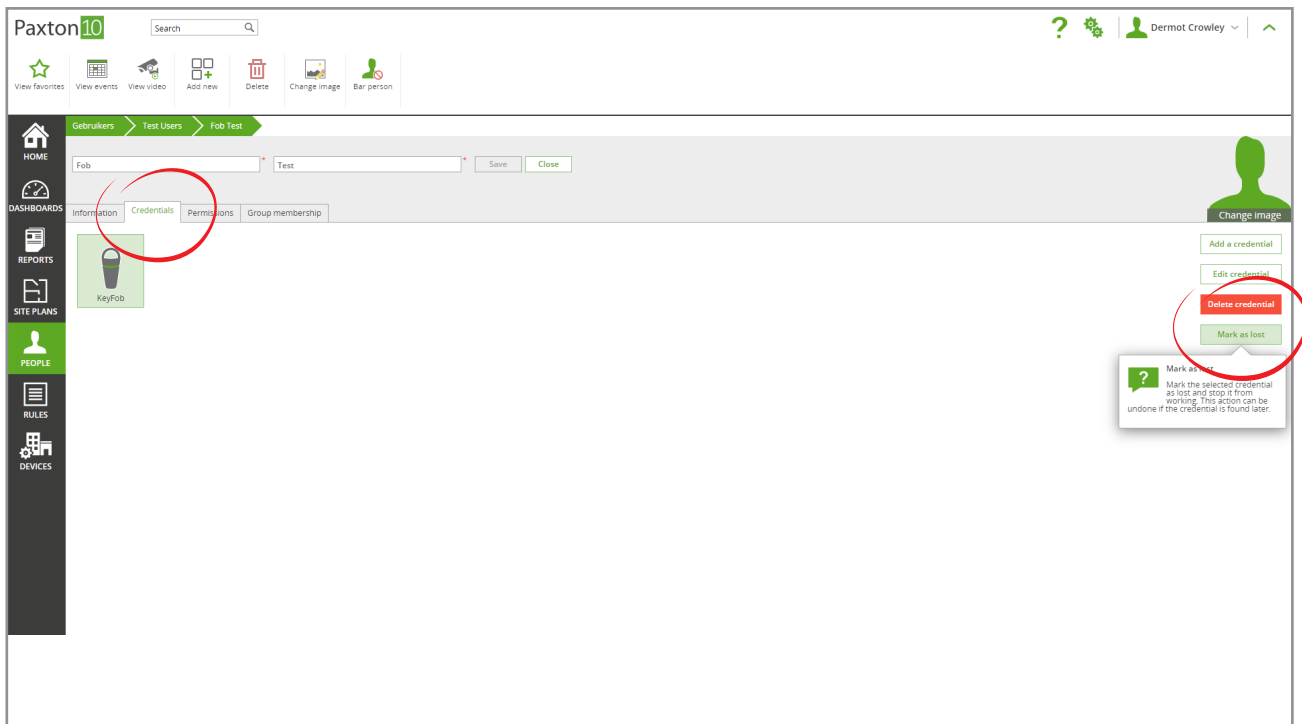 Paxton10
Search
?
Dermot Crowley
View favorites
View events
View video
Add new
Delete
Change image
Bar person
Gebruikers
Test Users
Fob Test
HOME
DASHBOARDS
REPORTS
SITE PLANS
PEOPLE
RULES
DEVICES
Fob
*
Test
*
Save
Close
Information
Credentials
Permissions
Group membership
KeyFob
Change image
Add a credential
Edit credential
Delete credential
Mark as lost
?
Mark as lost
Mark the selected credential
as lost and stop it from
working. This action can be
undone if the credential is found later.